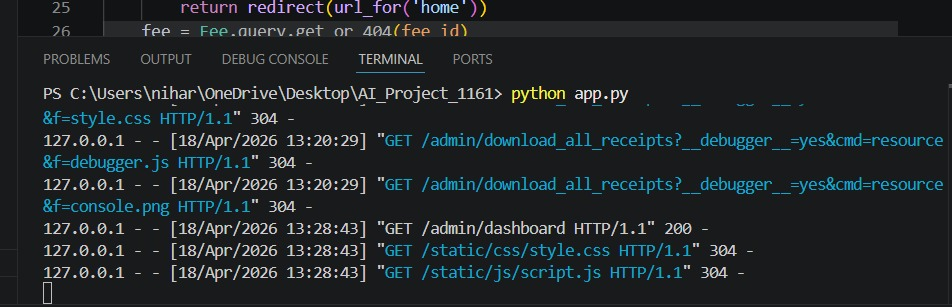 25 return redirect(url_for('home'))
26 fee = Fee.query.get_or_404(fee_id)
PROBLEMS OUTPUT DEBUG CONSOLE TERMINAL PORTS
PS C:\Users\nihar\OneDrive\Desktop\AI_Project_1161> python app.py
&f=style.css HTTP/1.1" 304 -
127.0.0.1 - - [18/Apr/2026 13:20:29] "GET /admin/download_all_receipts?__debugger__=yes&cmd=resource
&f=debugger.js HTTP/1.1" 304 -
127.0.0.1 - - [18/Apr/2026 13:20:29] "GET /admin/download_all_receipts?__debugger__=yes&cmd=resource
&f=console.png HTTP/1.1" 304 -
127.0.0.1 - - [18/Apr/2026 13:28:43] "GET /admin/dashboard HTTP/1.1" 200 -
127.0.0.1 - - [18/Apr/2026 13:28:43] "GET /static/css/style.css HTTP/1.1" 304 -
127.0.0.1 - - [18/Apr/2026 13:28:43] "GET /static/js/script.js HTTP/1.1" 304 -